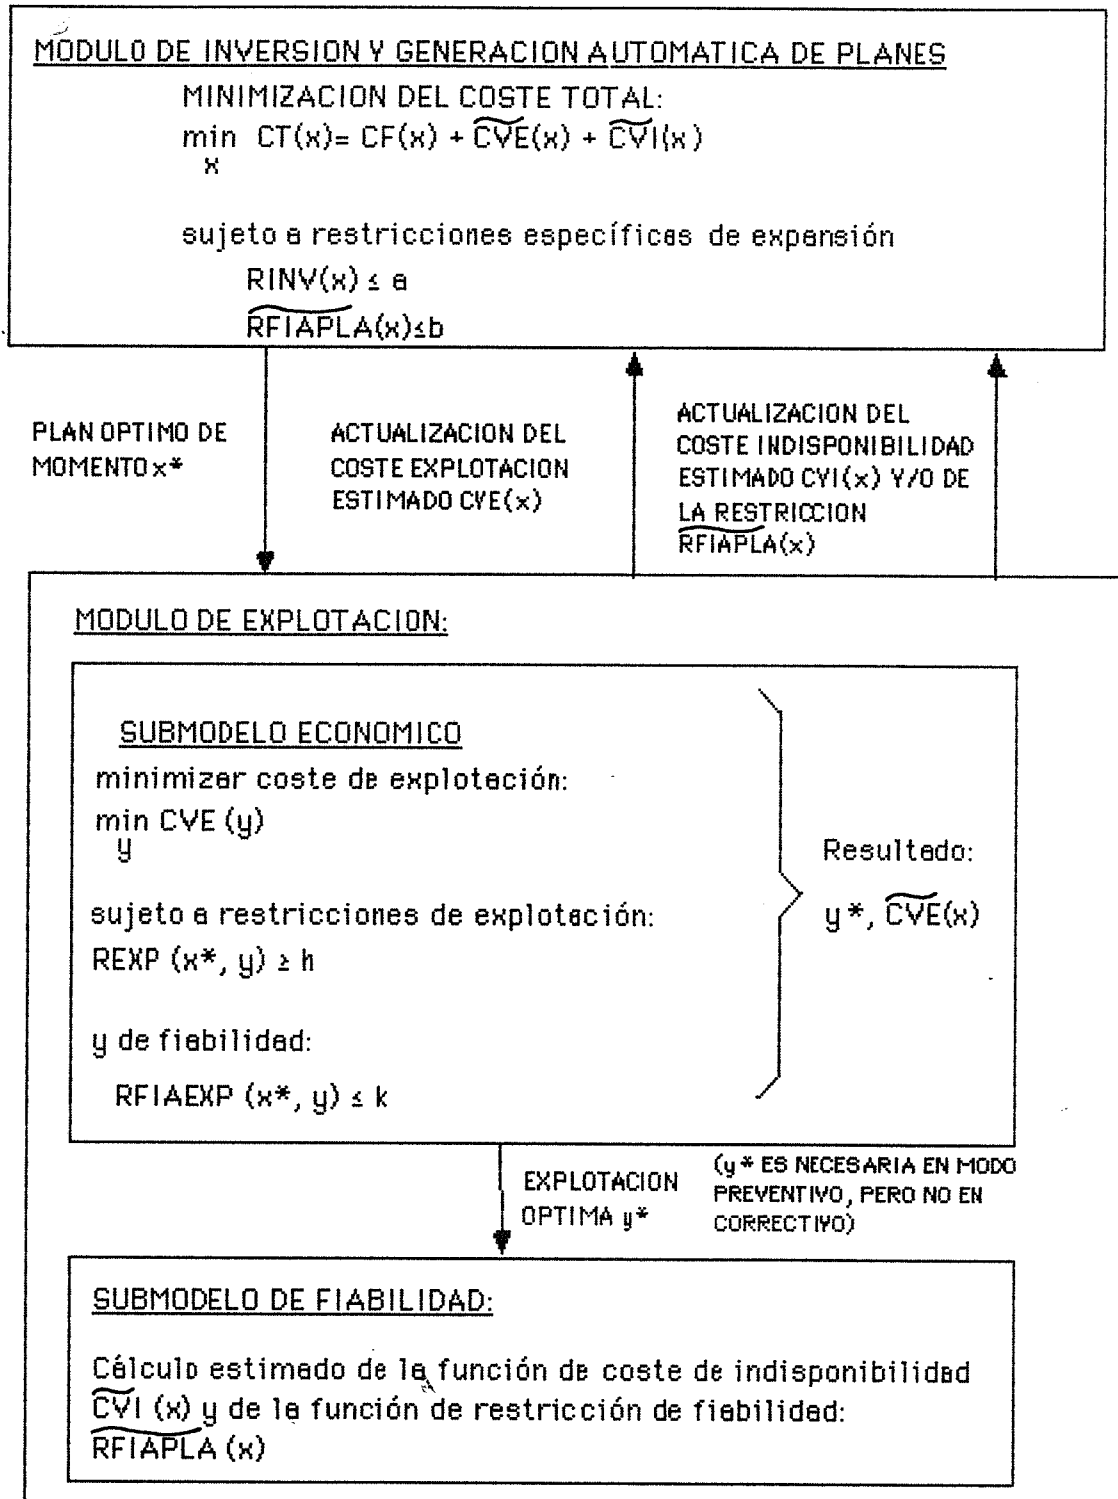 MODULO DE INVERSION Y GENERACION AUTOMATICA DE PLANES
MINIMIZACION DEL COSTE TOTAL:
min CT(x)= CF(x) + C͠VE(x) + C͠VI(x)
x
sujeto a restricciones específicas de expansión
RINV(x) ≤ a
R͠FIAPLA(x)≤b
PLAN OPTIMO DE
MOMENTO x*
ACTUALIZACION DEL
COSTE EXPLOTACION
ESTIMADO CVE(x)
ACTUALIZACION DEL
COSTE INDISPONIBILIDAD
ESTIMADO CVI(x) Y/O DE
LA RESTRICCION
R͠FIAPLA(x)
MODULO DE EXPLOTACION:
SUBMODELO ECONOMICO
minimizar coste de explotación:
min CVE (y)
y
sujeto a restricciones de explotación:
REXP (x*, y) ≥ h
y de fiabilidad:
RFIAEXP (x*, y) ≤ k
Resultado:
y*, C͠VE(x)
EXPLOTACION
OPTIMA y*
(y* ES NECESARIA EN MODO
PREVENTIVO, PERO NO EN
CORRECTIVO)
SUBMODELO DE FIABILIDAD:
Cálculo estimado de la función de coste de indisponibilidad
C͠VI (x) y de la función de restricción de fiabilidad:
R͠FIAPLA (x)